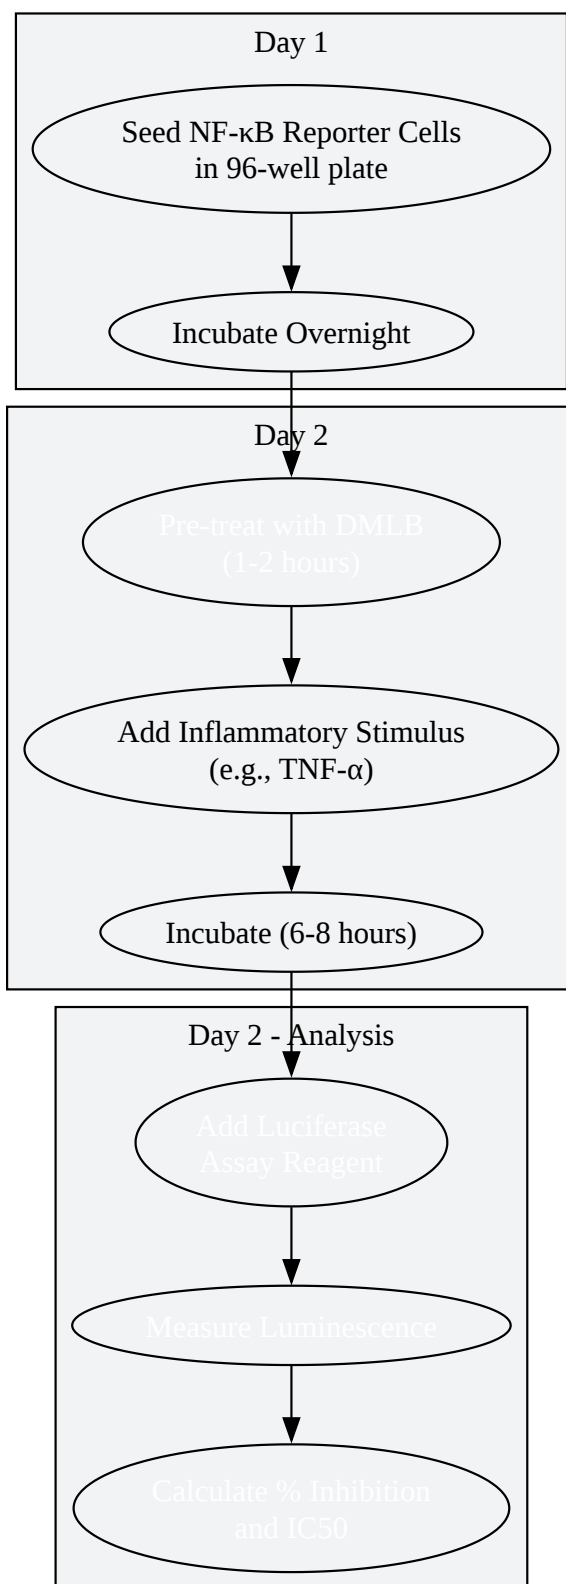 Day 1
Seed NF-κB Reporter Cells
in 96-well plate
Incubate Overnight
Day 2
Pre-treat with DMLB
(1-2 hours)
Add Inflammatory Stimulus
(e.g., TNF-α)
Incubate (6-8 hours)
Day 2 - Analysis
Add Luciferase
Assay Reagent
Measure Luminescence
Calculate % Inhibition
and IC50